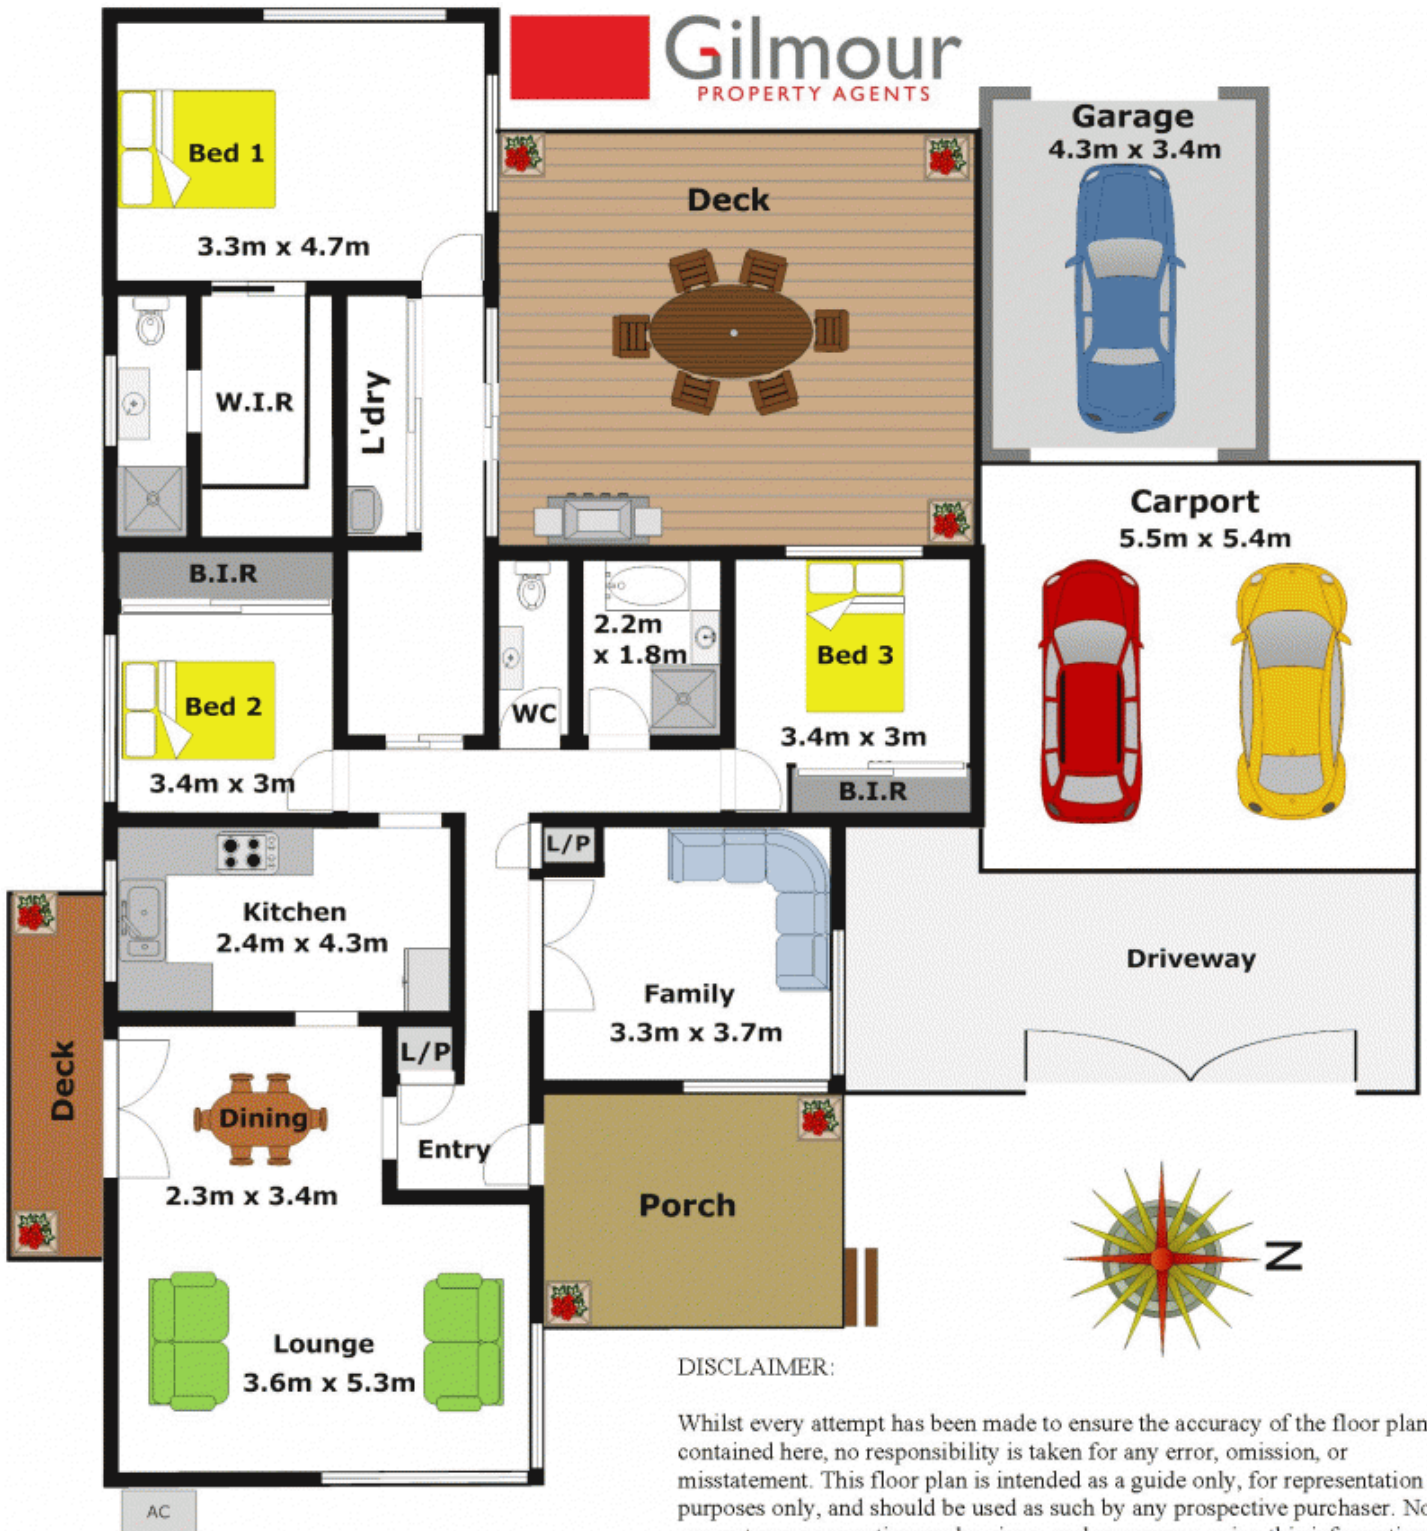 Gilmour
PROPERTY AGENTS
Garage
4.3m x 3.4m
Bed 1
3.3m x 4.7m
Deck
W.I.R
L'dry
Carport
5.5m x 5.4m
B.I.R
Bed 2
3.4m x 3m
WC
2.2m
x 1.8m
Bed 3
3.4m x 3m
B.I.R
L/P
Kitchen
2.4m x 4.3m
Family
3.3m x 3.7m
Driveway
Deck
L/P
Dining
2.3m x 3.4m
Entry
Porch
N
Lounge
3.6m x 5.3m
AC
DISCLAIMER:
Whilst every attempt has been made to ensure the accuracy of the floor plan
contained here, no responsibility is taken for any error, omission, or
misstatement. This floor plan is intended as a guide only, for representation
purposes only, and should be used as such by any prospective purchaser. No